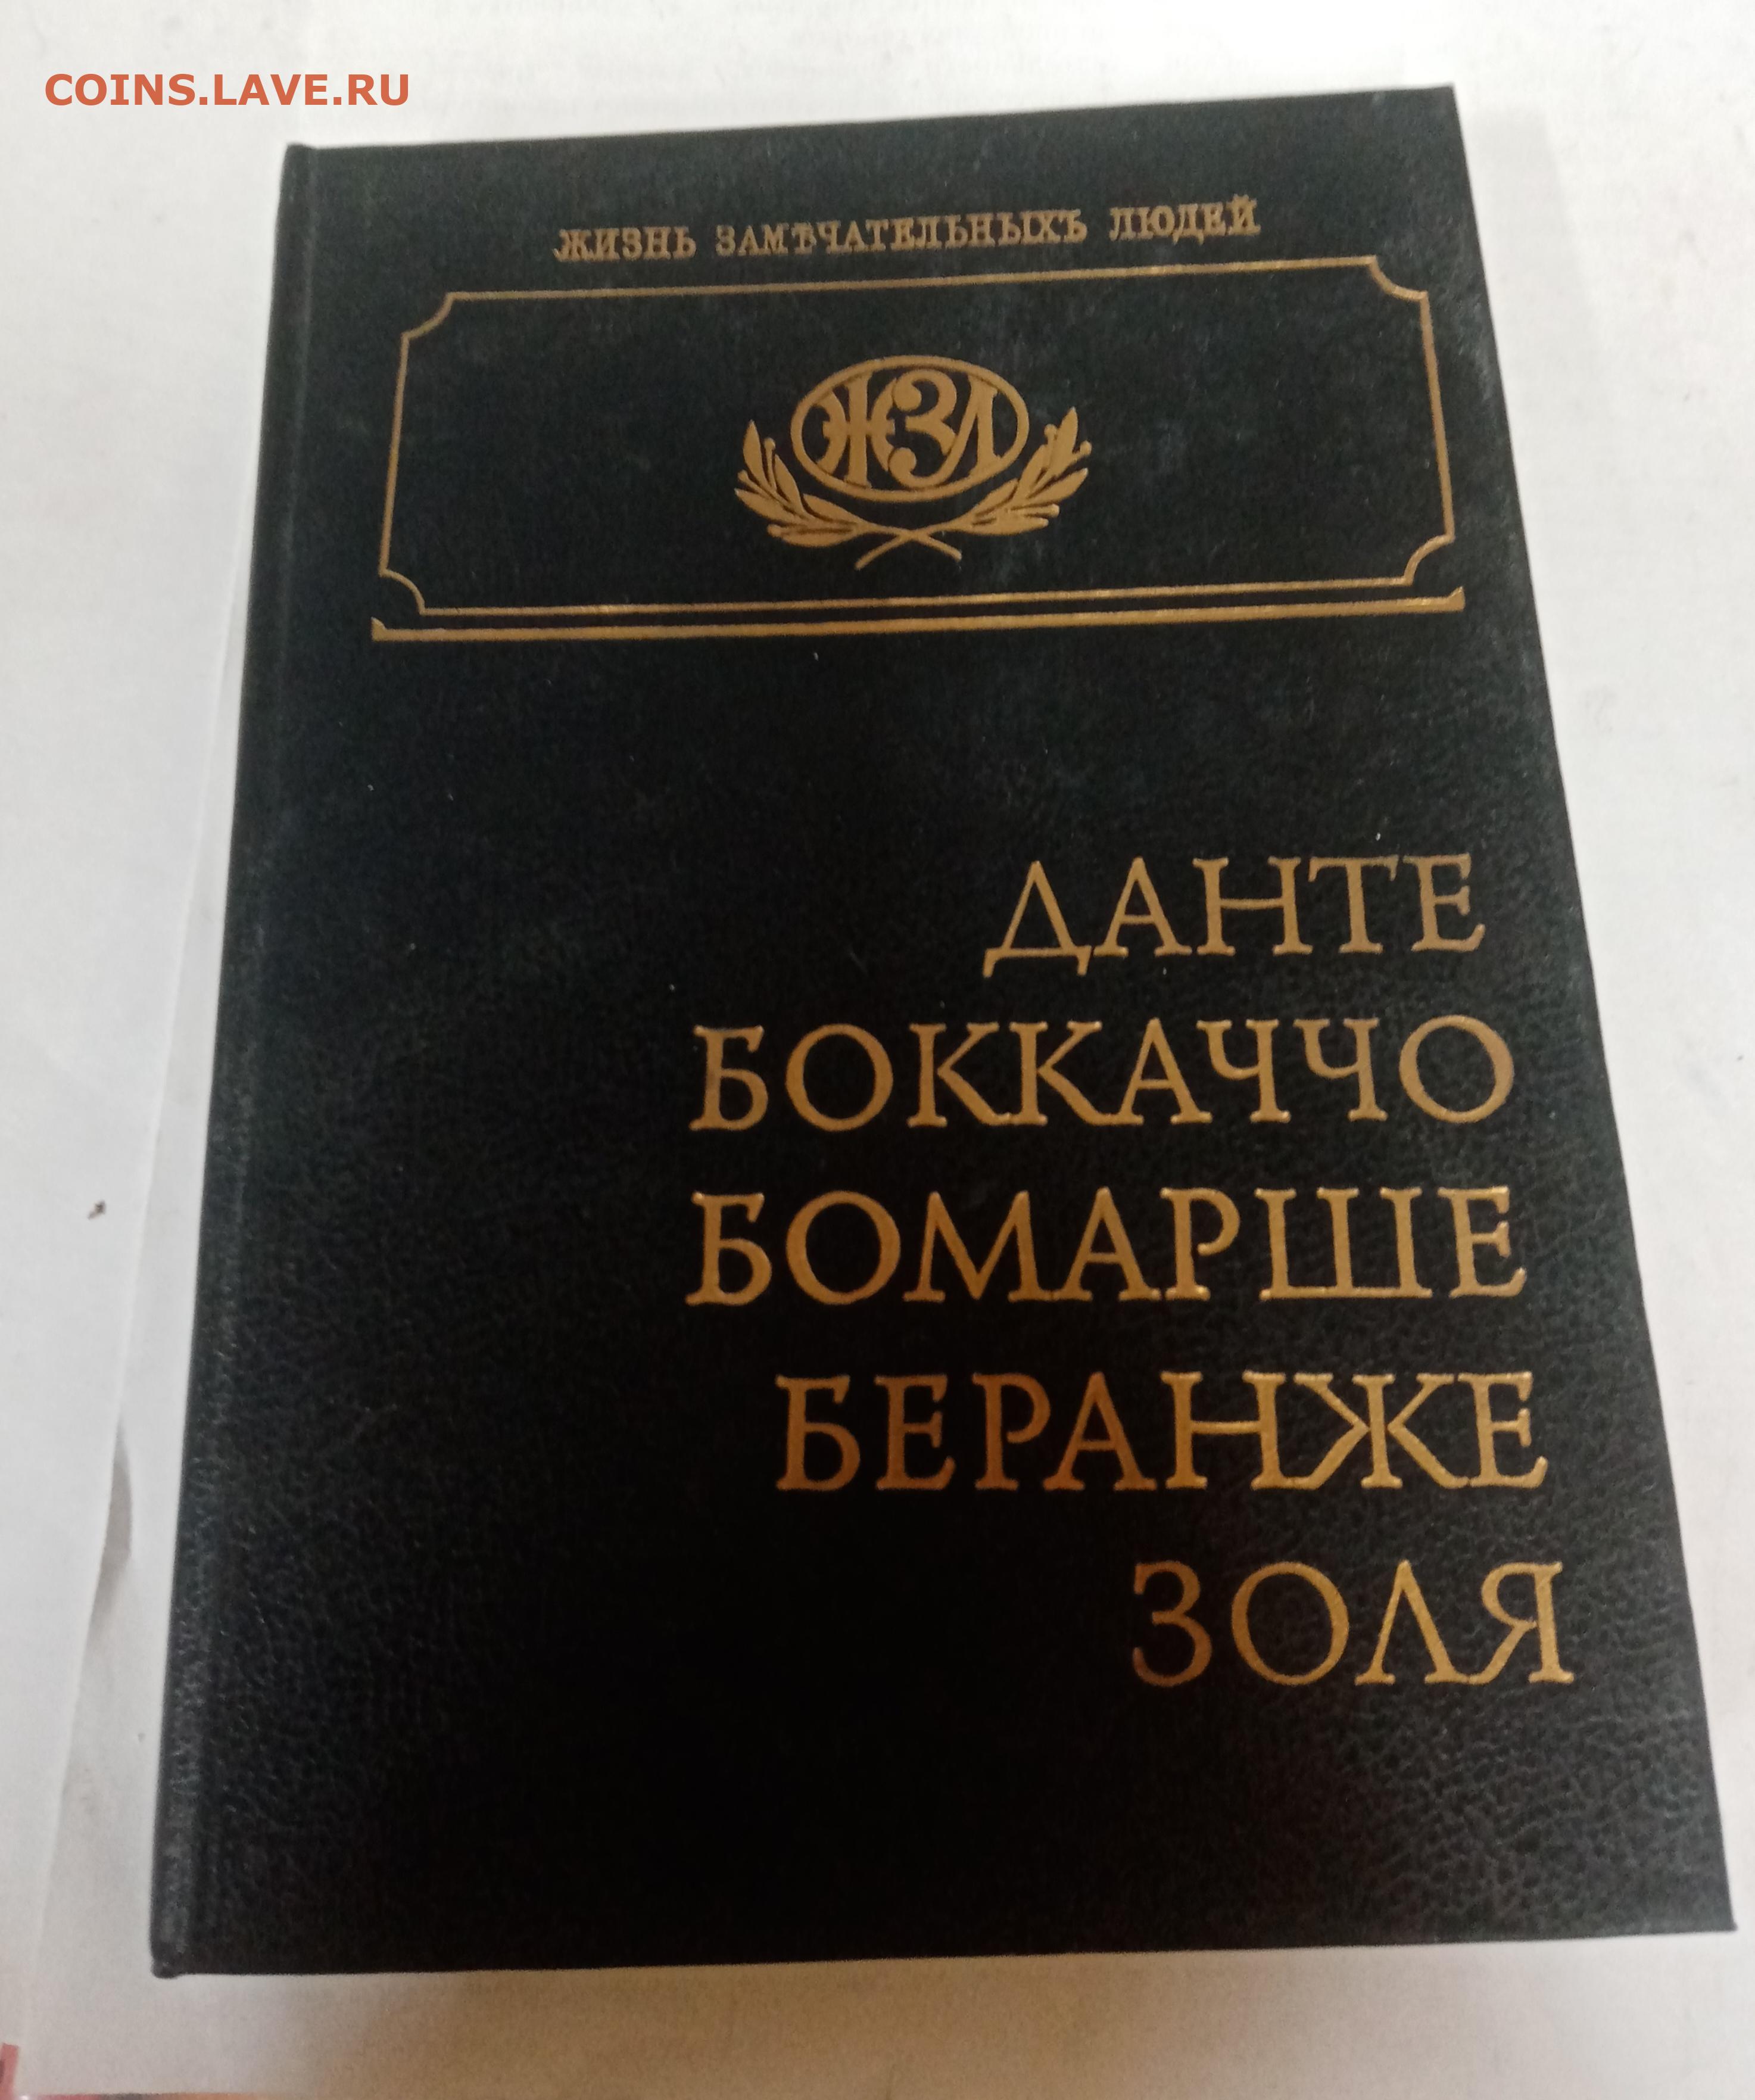 COINS.LAVE.RU
ЖИЗНЬ ЗАМѢЧАТЕЛЬНЫХЪ ЛЮДЕЙ
ЖЗЛ
ДАНТЕ
БОККАЧЧО
БОМАРШЕ
БЕРАНЖЕ
ЗОЛЯ